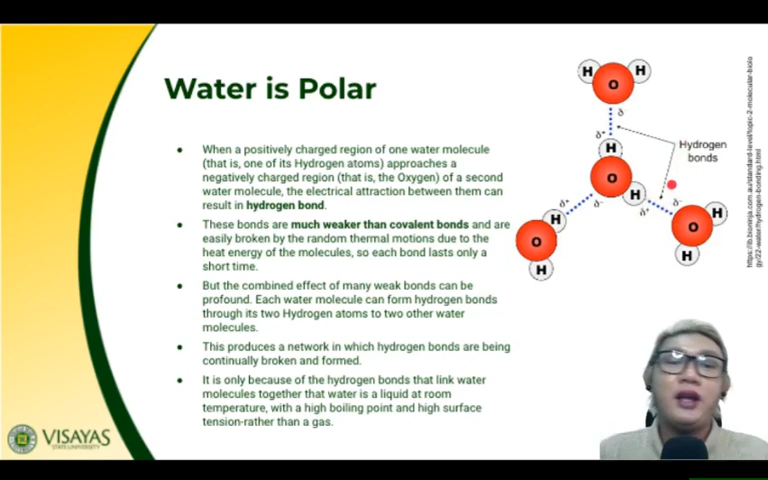 Water is Polar
● When a positively charged region of one water molecule
(that is, one of its Hydrogen atoms) approaches a
negatively charged region (that is, the Oxygen) of a second
water molecule, the electrical attraction between them can
result in hydrogen bond.
● These bonds are much weaker than covalent bonds and are
easily broken by the random thermal motions due to the
heat energy of the molecules, so each bond lasts only a
short time.
● But the combined effect of many weak bonds can be
profound. Each water molecule can form hydrogen bonds
through its two Hydrogen atoms to two other water
molecules.
● This produces a network in which hydrogen bonds are being
continually broken and formed.
● It is only because of the hydrogen bonds that link water
molecules together that water is a liquid at room
temperature, with a high boiling point and high surface
tension-rather than a gas.
H H
O
δ-
δ+
H
O
H
δ+ δ-
δ+ δ-
H
O
H
H
O
H
Hydrogen
bonds
https://ib.bioninja.com.au/standard-level/topic-2-molecular-biolo
gy/22-water/hydrogen-bonding.html
VISAYAS
STATE UNIVERSITY